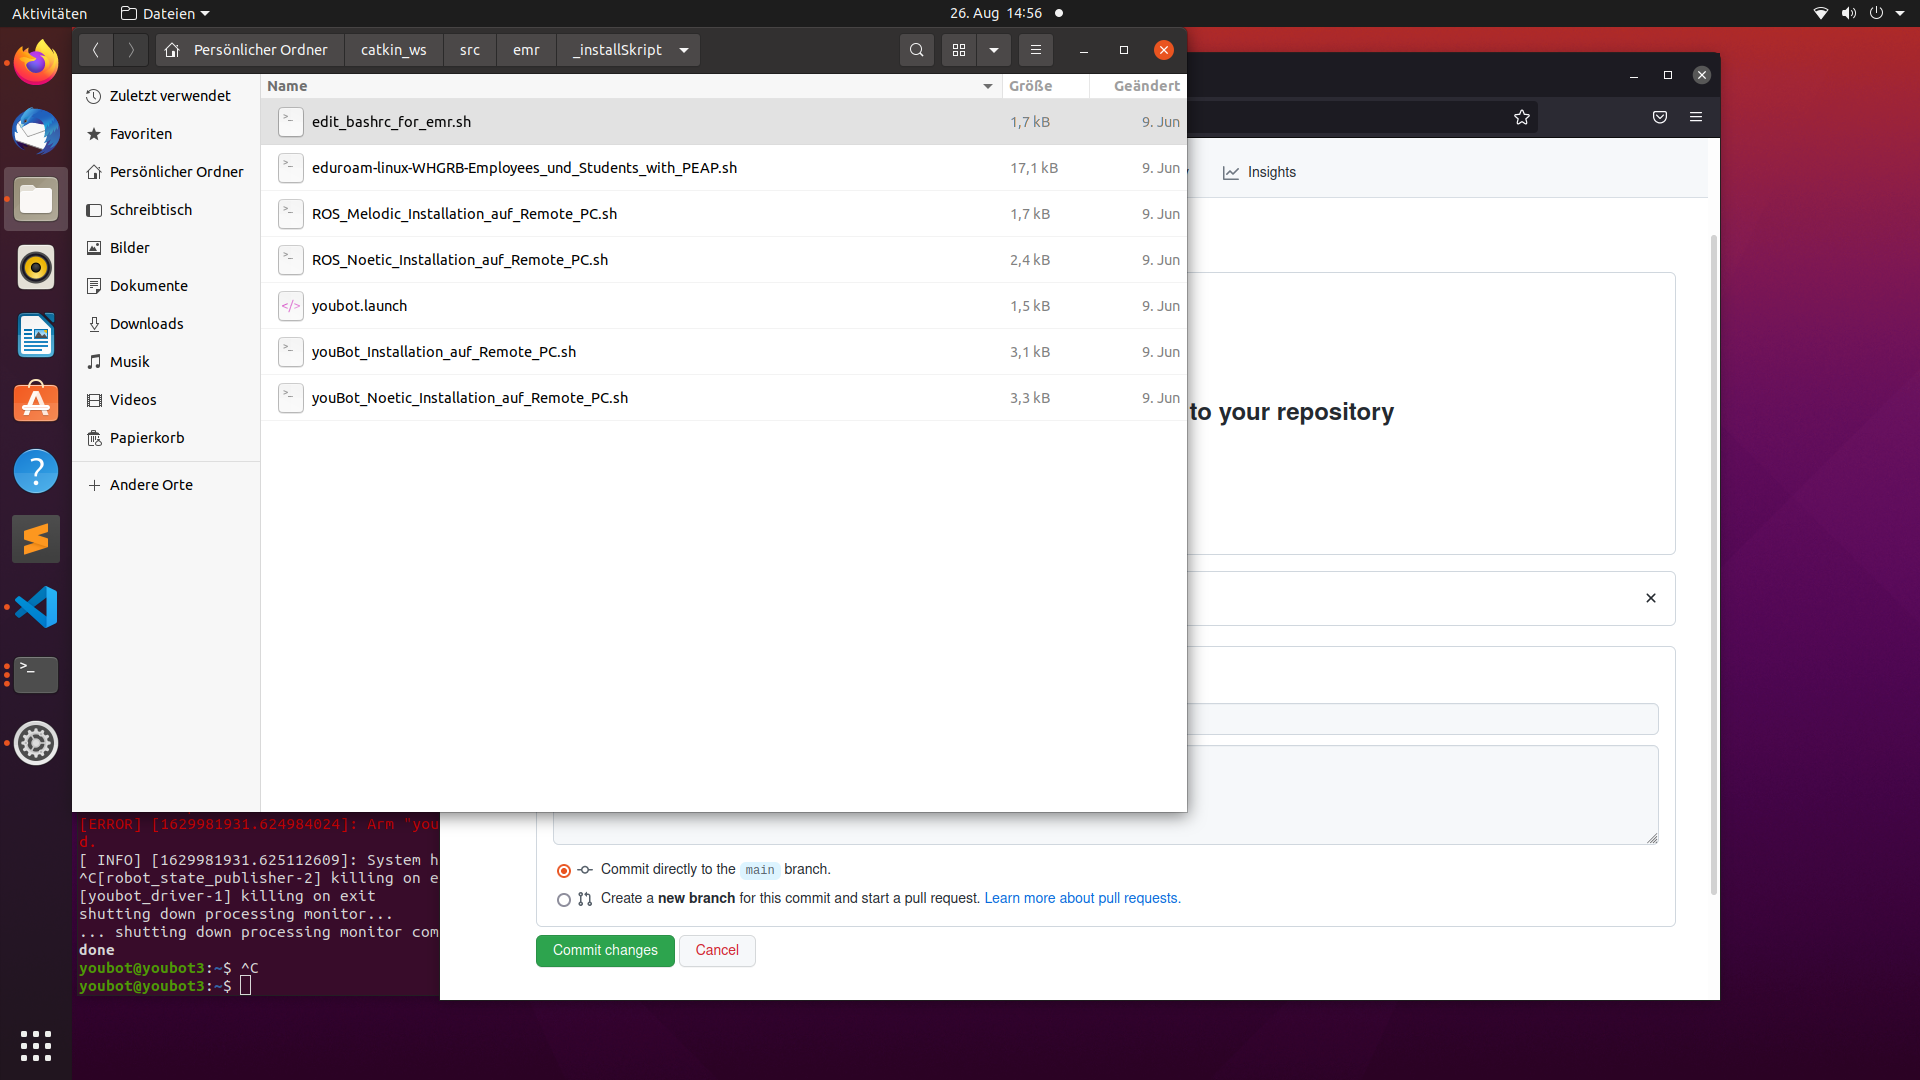 Aktivitäten
Dateien
26. Aug 14:56
Persönlicher Ordner
catkin_ws
src
emr
_installSkript
Zuletzt verwendet
Favoriten
Persönlicher Ordner
Schreibtisch
Bilder
Dokumente
Downloads
Musik
Videos
Papierkorb
Andere Orte
Name Größe Geändert
edit_bashrc_for_emr.sh 1,7 kB 9. Jun
eduroam-linux-WHGRB-Employees_und_Students_with_PEAP.sh 17,1 kB 9. Jun
ROS_Melodic_Installation_auf_Remote_PC.sh 1,7 kB 9. Jun
ROS_Noetic_Installation_auf_Remote_PC.sh 2,4 kB 9. Jun
youbot.launch 1,5 kB 9. Jun
youBot_Installation_auf_Remote_PC.sh 3,1 kB 9. Jun
youBot_Noetic_Installation_auf_Remote_PC.sh 3,3 kB 9. Jun
Insights
to your repository
[ERROR] [1629981931.624984024]: Arm "you
d.
[ INFO] [1629981931.625112609]: System h
^C[robot_state_publisher-2] killing on e
[youbot_driver-1] killing on exit
shutting down processing monitor...
... shutting down processing monitor com
done
youbot@youbot3:~$ ^C
youbot@youbot3:~$
Commit directly to the main branch.
Create a new branch for this commit and start a pull request. Learn more about pull requests.
Commit changes
Cancel